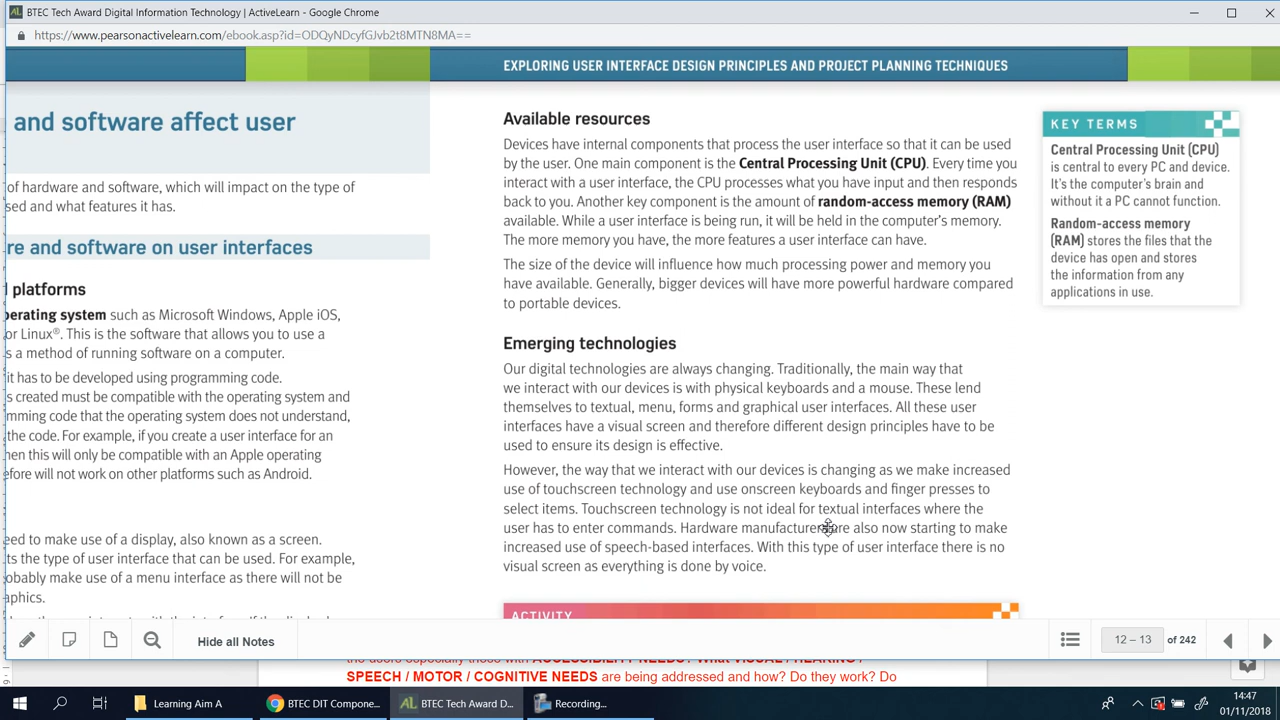 BTEC Tech Award Digital Information Technology | ActiveLearn - Google Chrome
https://www.pearsonactivelearn.com/ebook.asp?id=ODQyNDcyfGJvb2t8MTN8MA==
EXPLORING USER INTERFACE DESIGN PRINCIPLES AND PROJECT PLANNING TECHNIQUES
and software affect user
of hardware and software, which will impact on the type of
sed and what features it has.
re and software on user interfaces
l platforms
perating system such as Microsoft Windows, Apple iOS,
or Linux®. This is the software that allows you to use a
s a method of running software on a computer.
it has to be developed using programming code.
s created must be compatible with the operating system and
mming code that the operating system does not understand,
the code. For example, if you create a user interface for an
hen this will only be compatible with an Apple operating
efore will not work on other platforms such as Android.
eed to make use of a display, also known as a screen.
ts the type of user interface that can be used. For example,
obably make use of a menu interface as there will not be
aphics.
Available resources
Devices have internal components that process the user interface so that it can be used
by the user. One main component is the Central Processing Unit (CPU). Every time you
interact with a user interface, the CPU processes what you have input and then responds
back to you. Another key component is the amount of random-access memory (RAM)
available. While a user interface is being run, it will be held in the computer's memory.
The more memory you have, the more features a user interface can have.
The size of the device will influence how much processing power and memory you
have available. Generally, bigger devices will have more powerful hardware compared
to portable devices.
Emerging technologies
Our digital technologies are always changing. Traditionally, the main way that
we interact with our devices is with physical keyboards and a mouse. These lend
themselves to textual, menu, forms and graphical user interfaces. All these user
interfaces have a visual screen and therefore different design principles have to be
used to ensure its design is effective.
However, the way that we interact with our devices is changing as we make increased
use of touchscreen technology and use onscreen keyboards and finger presses to
select items. Touchscreen technology is not ideal for textual interfaces where the
user has to enter commands. Hardware manufacturers are also now starting to make
increased use of speech-based interfaces. With this type of user interface there is no
visual screen as everything is done by voice.
ACTIVITY
KEY TERMS
Central Processing Unit (CPU)
is central to every PC and device.
It's the computer's brain and
without it a PC cannot function.
Random-access memory
(RAM) stores the files that the
device has open and stores
the information from any
applications in use.
Hide all Notes
12 – 13 of 242
the users especially those with ACCESSIBILITY NEEDS? What VISUAL / HEARING /
SPEECH / MOTOR / COGNITIVE NEEDS are being addressed and how? Do they work? Do
Learning Aim A
BTEC DIT Compone...
BTEC Tech Award D...
Recording...
14:47
01/11/2018